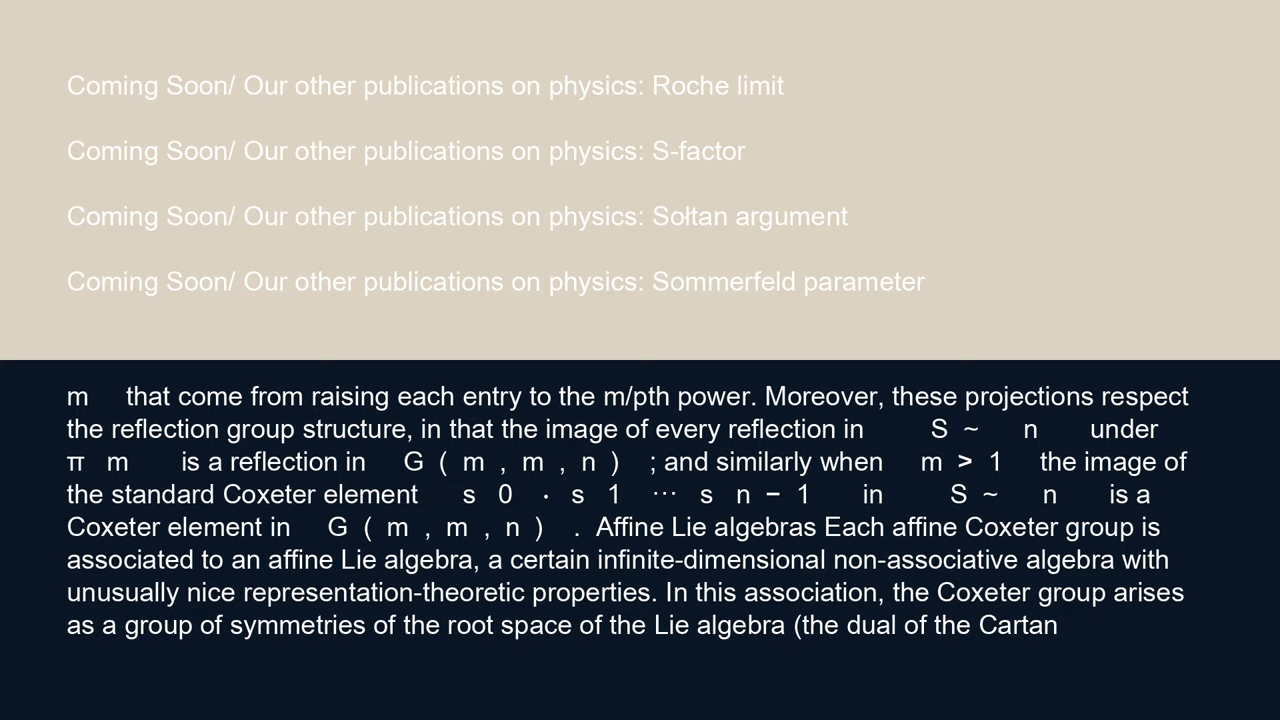 Coming Soon/ Our other publications on physics: Roche limit
Coming Soon/ Our other publications on physics: S-factor
Coming Soon/ Our other publications on physics: Sołtan argument
Coming Soon/ Our other publications on physics: Sommerfeld parameter
m that come from raising each entry to the m/pth power. Moreover, these projections respect
the reflection group structure, in that the image of every reflection in S ~ n under
π m is a reflection in G ( m , m , n ) ; and similarly when m > 1 the image of
the standard Coxeter element s 0 ⋅ s 1 ⋯ s n − 1 in S ~ n is a
Coxeter element in G ( m , m , n ) . Affine Lie algebras Each affine Coxeter group is
associated to an affine Lie algebra, a certain infinite-dimensional non-associative algebra with
unusually nice representation-theoretic properties. In this association, the Coxeter group arises
as a group of symmetries of the root space of the Lie algebra (the dual of the Cartan